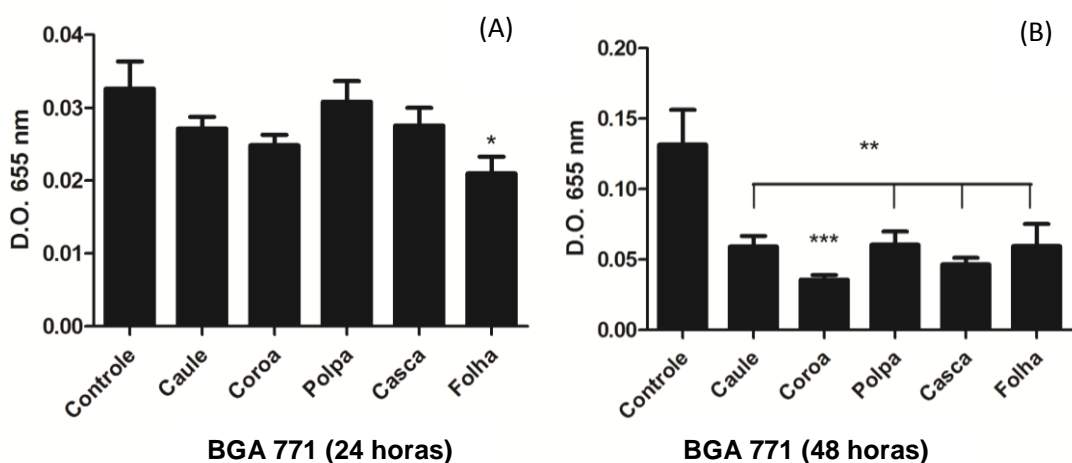 (A)
D.O. 655 nm
0.04
0.03
0.02
0.01
0.00
*
Controle
Caule
Coroa
Polpa
Casca
Folha
BGA 771 (24 horas)
(B)
D.O. 655 nm
0.20
0.15
0.10
0.05
0.00
**
***
Controle
Caule
Coroa
Polpa
Casca
Folha
BGA 771 (48 horas)